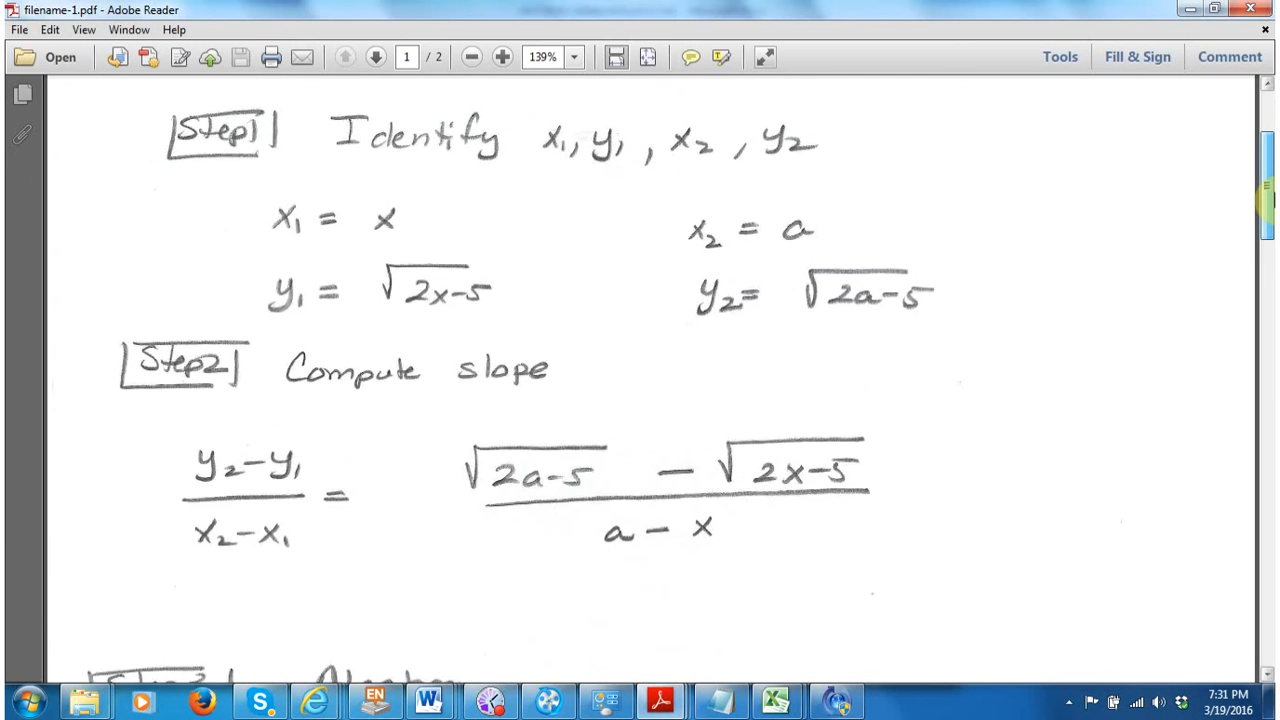 filename-1.pdf - Adobe Reader
File Edit View Window Help
Open 1 / 2 139% Tools Fill & Sign Comment
Step1 Identify x₁, y₁, x₂, y₂
x₁ = x x₂ = a
y₁ = √(2x-5) y₂ = √(2a-5)
Step2 Compute slope
(y₂-y₁)/(x₂-x₁) = (√(2a-5) - √(2x-5))/(a - x)
EN
7:31 PM
3/19/2016